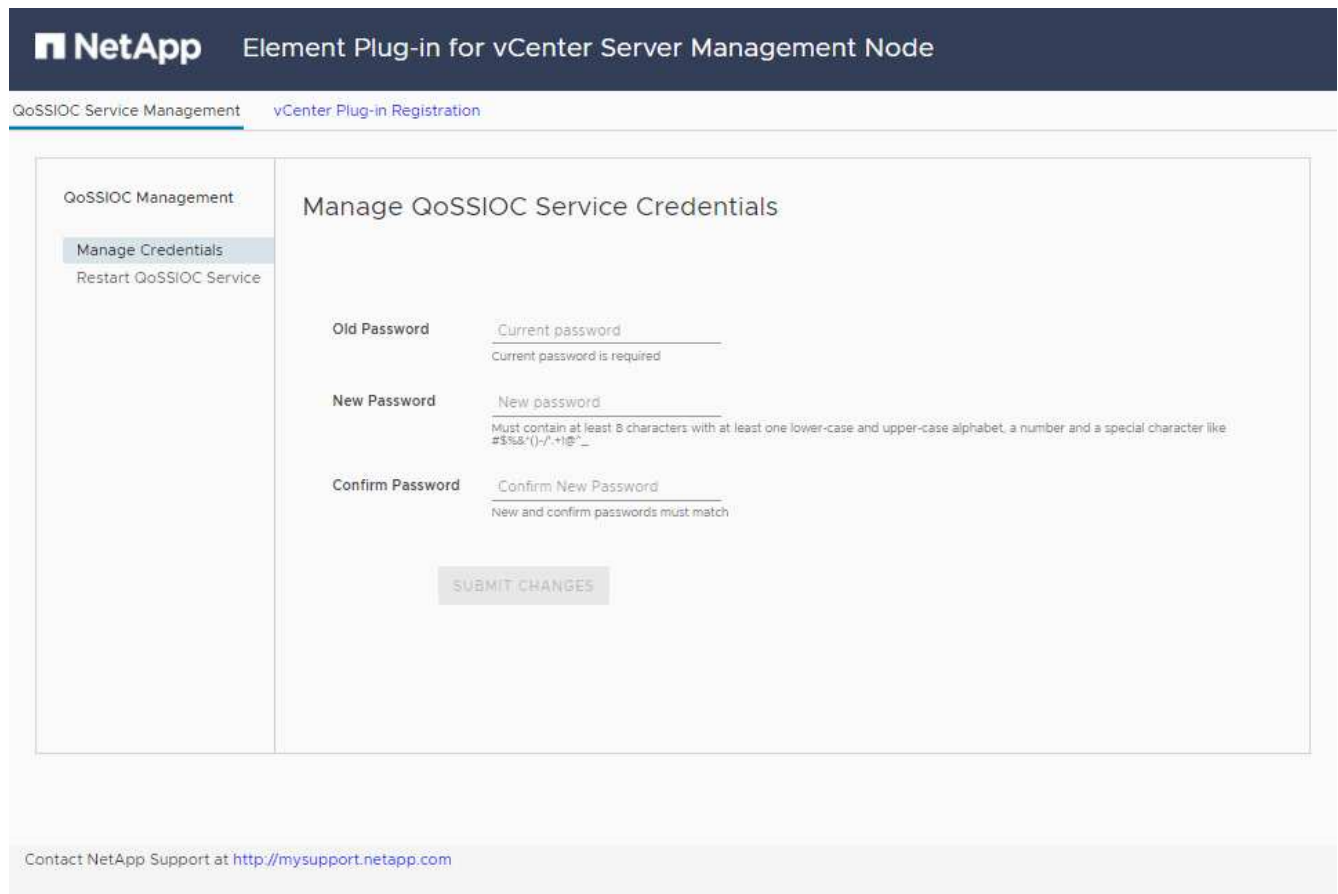 NetApp Element Plug-in for vCenter Server Management Node
QoSSIOC Service Management vCenter Plug-in Registration
QoSSIOC Management
Manage Credentials
Restart QoSSIOC Service
Manage QoSSIOC Service Credentials
Old Password Current password
Current password is required
New Password New password
Must contain at least 8 characters with at least one lower-case and upper-case alphabet, a number and a special character like
#$%&*()-/'.+!@^_
Confirm Password Confirm New Password
New and confirm passwords must match
SUBMIT CHANGES
Contact NetApp Support at http://mysupport.netapp.com